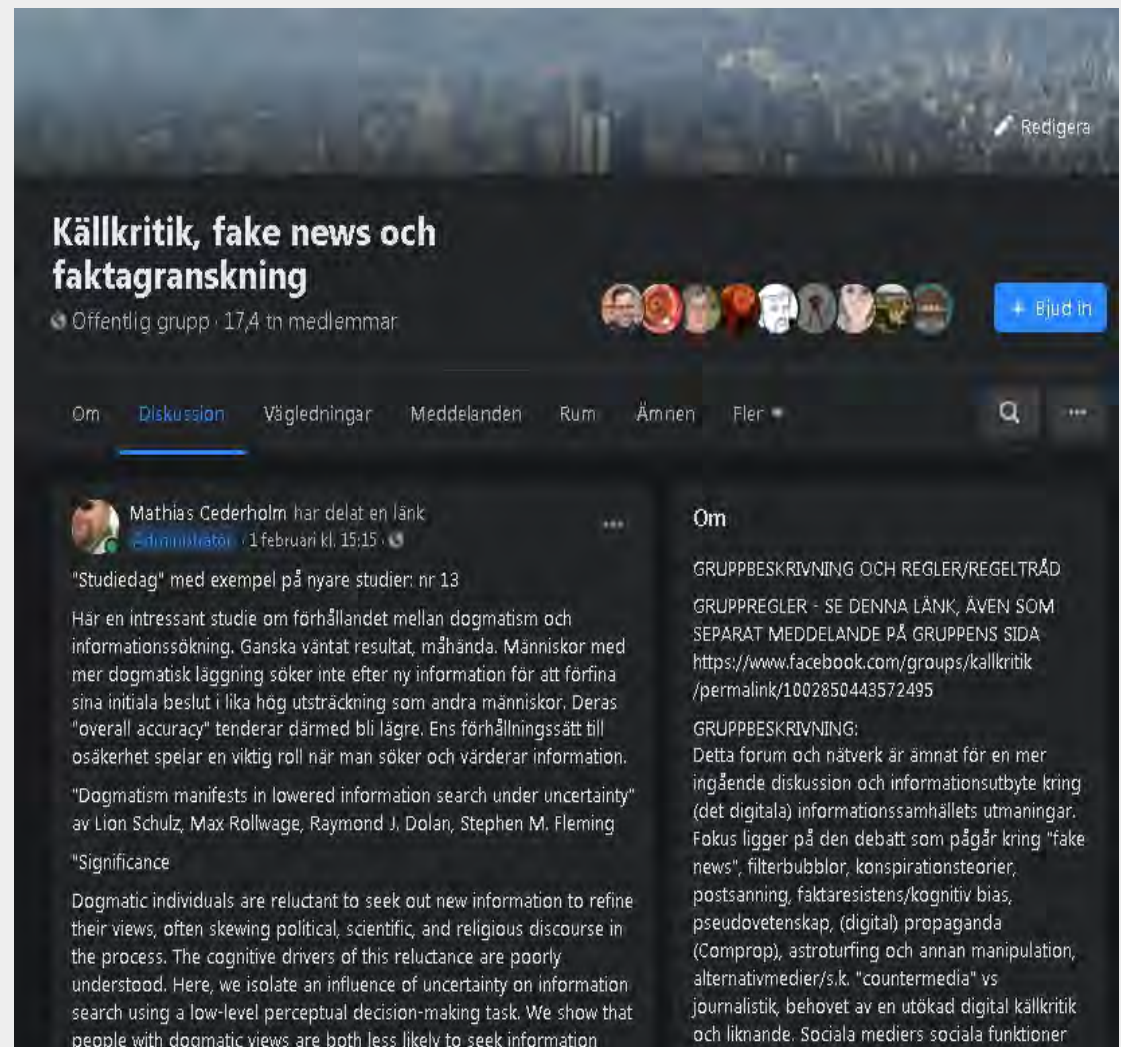 Redigera
Källkritik, fake news och
faktagranskning
Offentlig grupp · 17,4 tn medlemmar
+ Bjud in
Om Diskussion Vägledningar Meddelanden Rum Ämnen Fler
Mathias Cederholm har delat en länk
Administratör · 1 februari kl. 15:15 ·
"Studiedag" med exempel på nyare studier: nr 13
Här en intressant studie om förhållandet mellan dogmatism och
informationssökning. Ganska väntat resultat, måhända. Människor med
mer dogmatisk läggning söker inte efter ny information för att förfina
sina initiala beslut i lika hög utsträckning som andra människor. Deras
"overall accuracy" tenderar därmed bli lägre. Ens förhållningssätt till
osäkerhet spelar en viktig roll när man söker och värderar information.
"Dogmatism manifests in lowered information search under uncertainty"
av Lion Schulz, Max Rollwage, Raymond J. Dolan, Stephen M. Fleming
"Significance
Dogmatic individuals are reluctant to seek out new information to refine
their views, often skewing political, scientific, and religious discourse in
the process. The cognitive drivers of this reluctance are poorly
understood. Here, we isolate an influence of uncertainty on information
search using a low-level perceptual decision-making task. We show that
people with dogmatic views are both less likely to seek information
Om
GRUPPBESKRIVNING OCH REGLER/REGELTRÅD
GRUPPREGLER - SE DENNA LÄNK, ÄVEN SOM
SEPARAT MEDDELANDE PÅ GRUPPENS SIDA
https://www.facebook.com/groups/kallkritik
/permalink/1002850443572495
GRUPPBESKRIVNING:
Detta forum och nätverk är ämnat för en mer
ingående diskussion och informationsutbyte kring
(det digitala) informationssamhällets utmaningar.
Fokus ligger på den debatt som pågår kring "fake
news", filterbubblor, konspirationsteorier,
postsanning, faktaresistens/kognitiv bias,
pseudovetenskap, (digital) propaganda
(Comprop), astroturfing och annan manipulation,
alternativmedier/s.k. "countermedia" vs
journalistik, behovet av en utökad digital källkritik
och liknande. Sociala mediers sociala funktioner